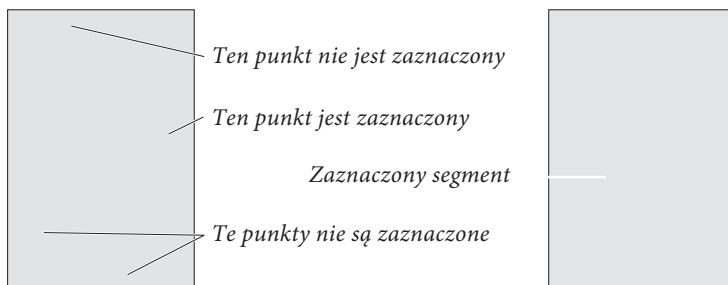 Ten punkt nie jest zaznaczony
Ten punkt jest zaznaczony
Zaznaczony segment
Te punkty nie są zaznaczone